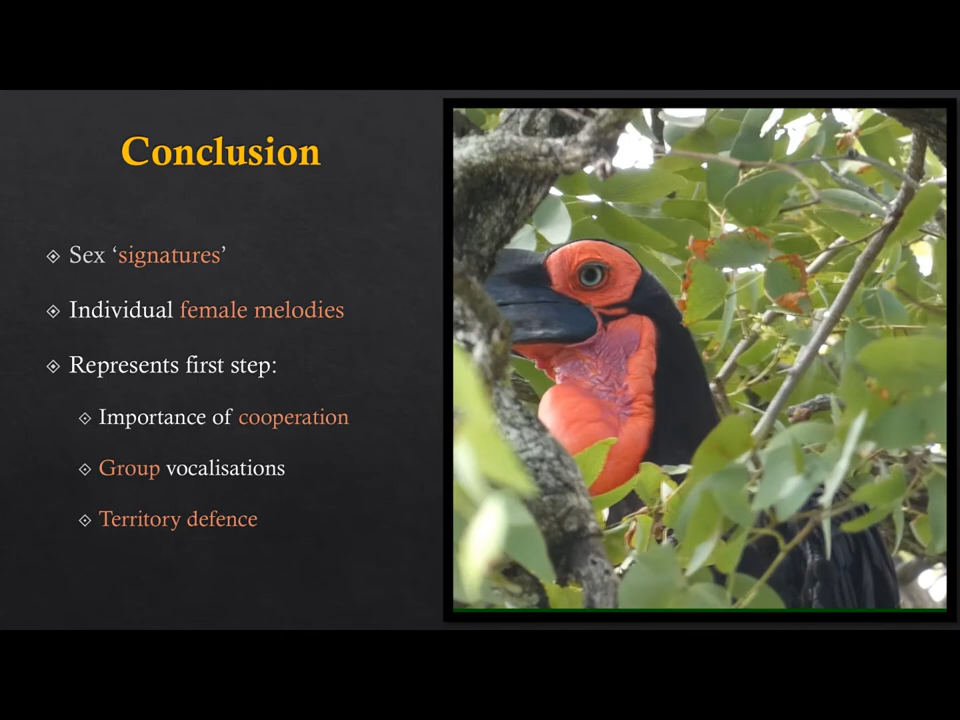 Conclusion
Sex ‘signatures’
Individual female melodies
Represents first step:
Importance of cooperation
Group vocalisations
Territory defence